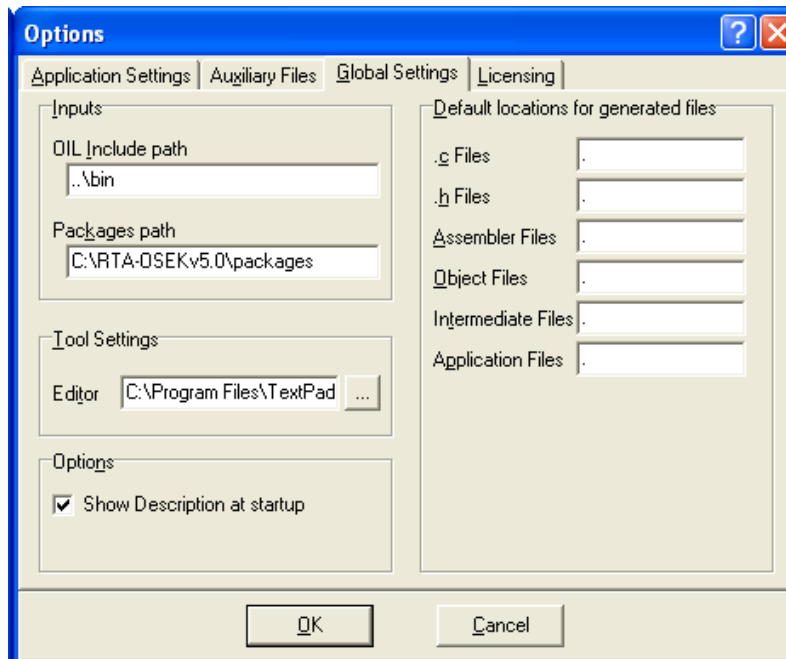 Options
Application Settings
Auxiliary Files
Global Settings
Licensing
Inputs
OIL Include path
..\bin
Packages path
C:\RTA-OSEKv5.0\packages
Tool Settings
Editor
C:\Program Files\TextPad
...
Options
Show Description at startup
Default locations for generated files
.c Files
.
.h Files
.
Assembler Files
.
Object Files
.
Intermediate Files
.
Application Files
.
OK
Cancel